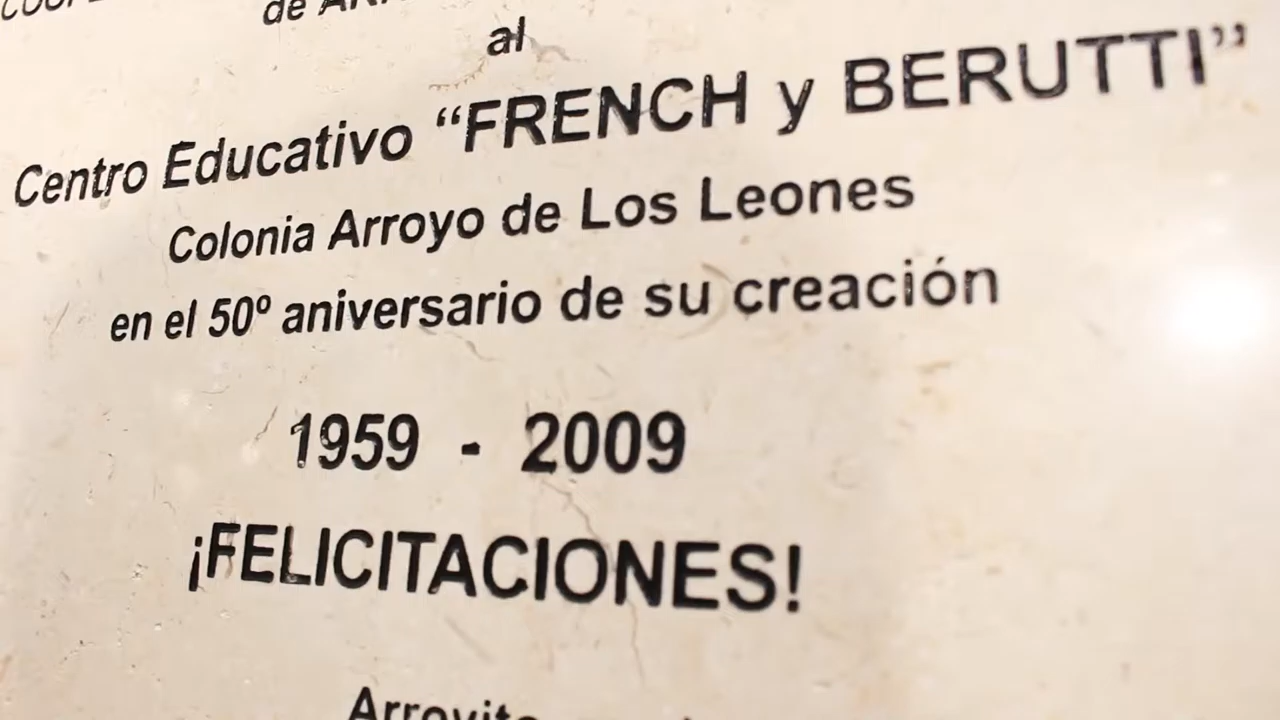 de
al
Centro Educativo “FRENCH y BERUTTI”
Colonia Arroyo de Los Leones
en el 50º aniversario de su creación
1959 - 2009
¡FELICITACIONES!